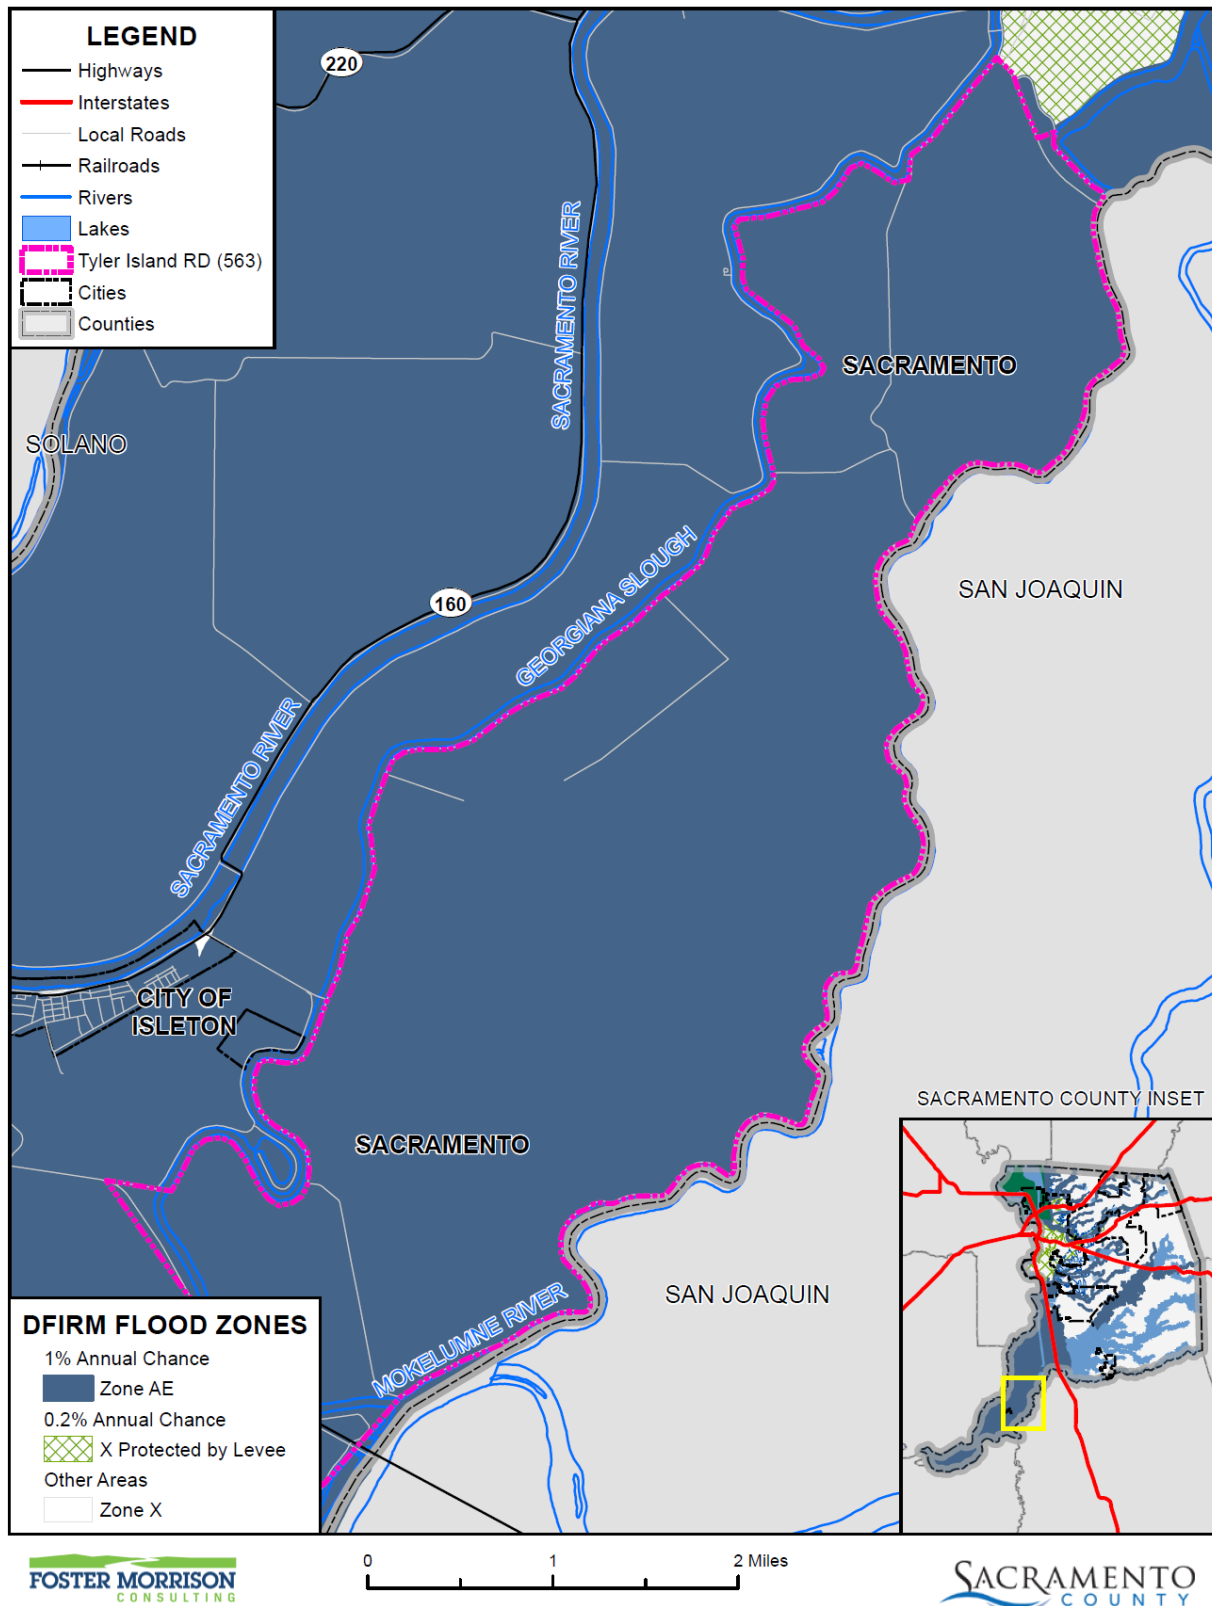 LEGEND
Highways
Interstates
Local Roads
Railroads
Rivers
Lakes
Tyler Island RD (563)
Cities
Counties
220
SACRAMENTO RIVER
SACRAMENTO
SOLANO
160
GEORGIANA SLOUGH
SAN JOAQUIN
SACRAMENTO RIVER
CITY OF
ISLETON
SACRAMENTO
SAN JOAQUIN
MOKELUMNE RIVER
SACRAMENTO COUNTY INSET
DFIRM FLOOD ZONES
1% Annual Chance
Zone AE
0.2% Annual Chance
X Protected by Levee
Other Areas
Zone X
FOSTER MORRISON
CONSULTING
0 1 2 Miles
SACRAMENTO
COUNTY